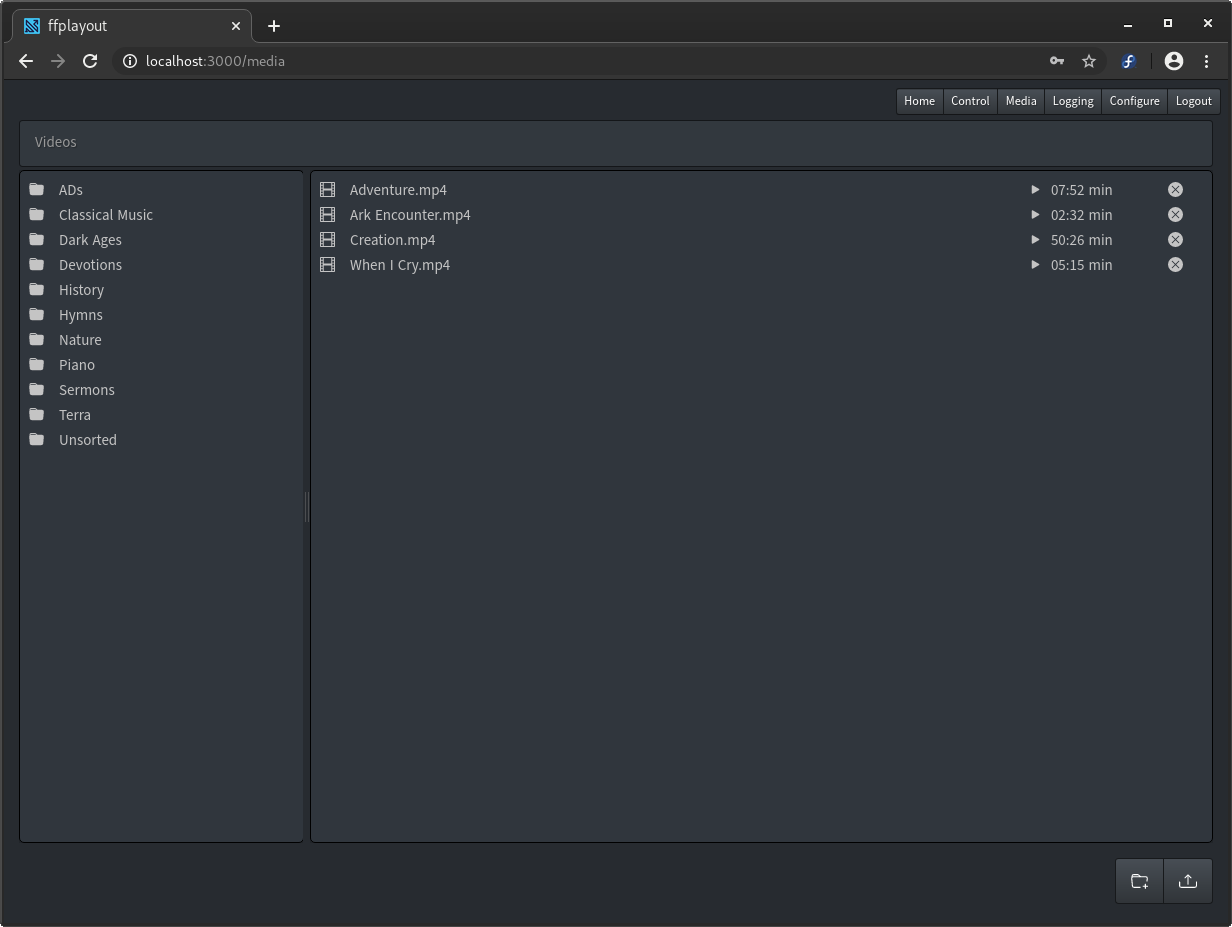 ffplayout
localhost:3000/media
Home Control Media Logging Configure Logout
Videos
ADs
Classical Music
Dark Ages
Devotions
History
Hymns
Nature
Piano
Sermons
Terra
Unsorted
Adventure.mp4 07:52 min
Ark Encounter.mp4 02:32 min
Creation.mp4 50:26 min
When I Cry.mp4 05:15 min